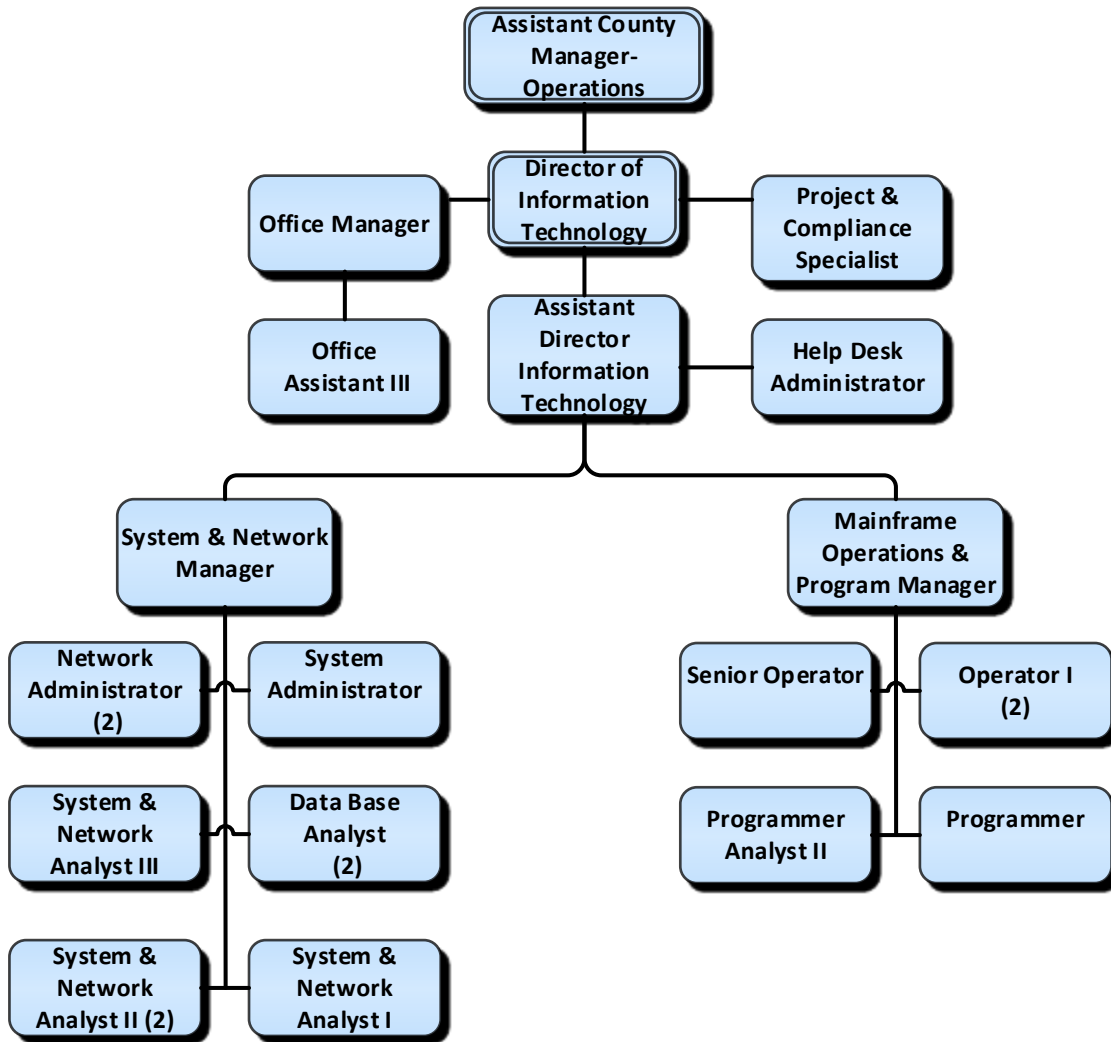 Assistant County
Manager-
Operations
Director of
Information
Technology
Office Manager
Project &
Compliance
Specialist
Office
Assistant III
Assistant
Director
Information
Technology
Help Desk
Administrator
System & Network
Manager
Mainframe
Operations &
Program Manager
Network
Administrator
(2)
System
Administrator
Senior Operator
Operator I
(2)
System &
Network
Analyst III
Data Base
Analyst
(2)
Programmer
Analyst II
Programmer
System &
Network
Analyst II (2)
System &
Network
Analyst I